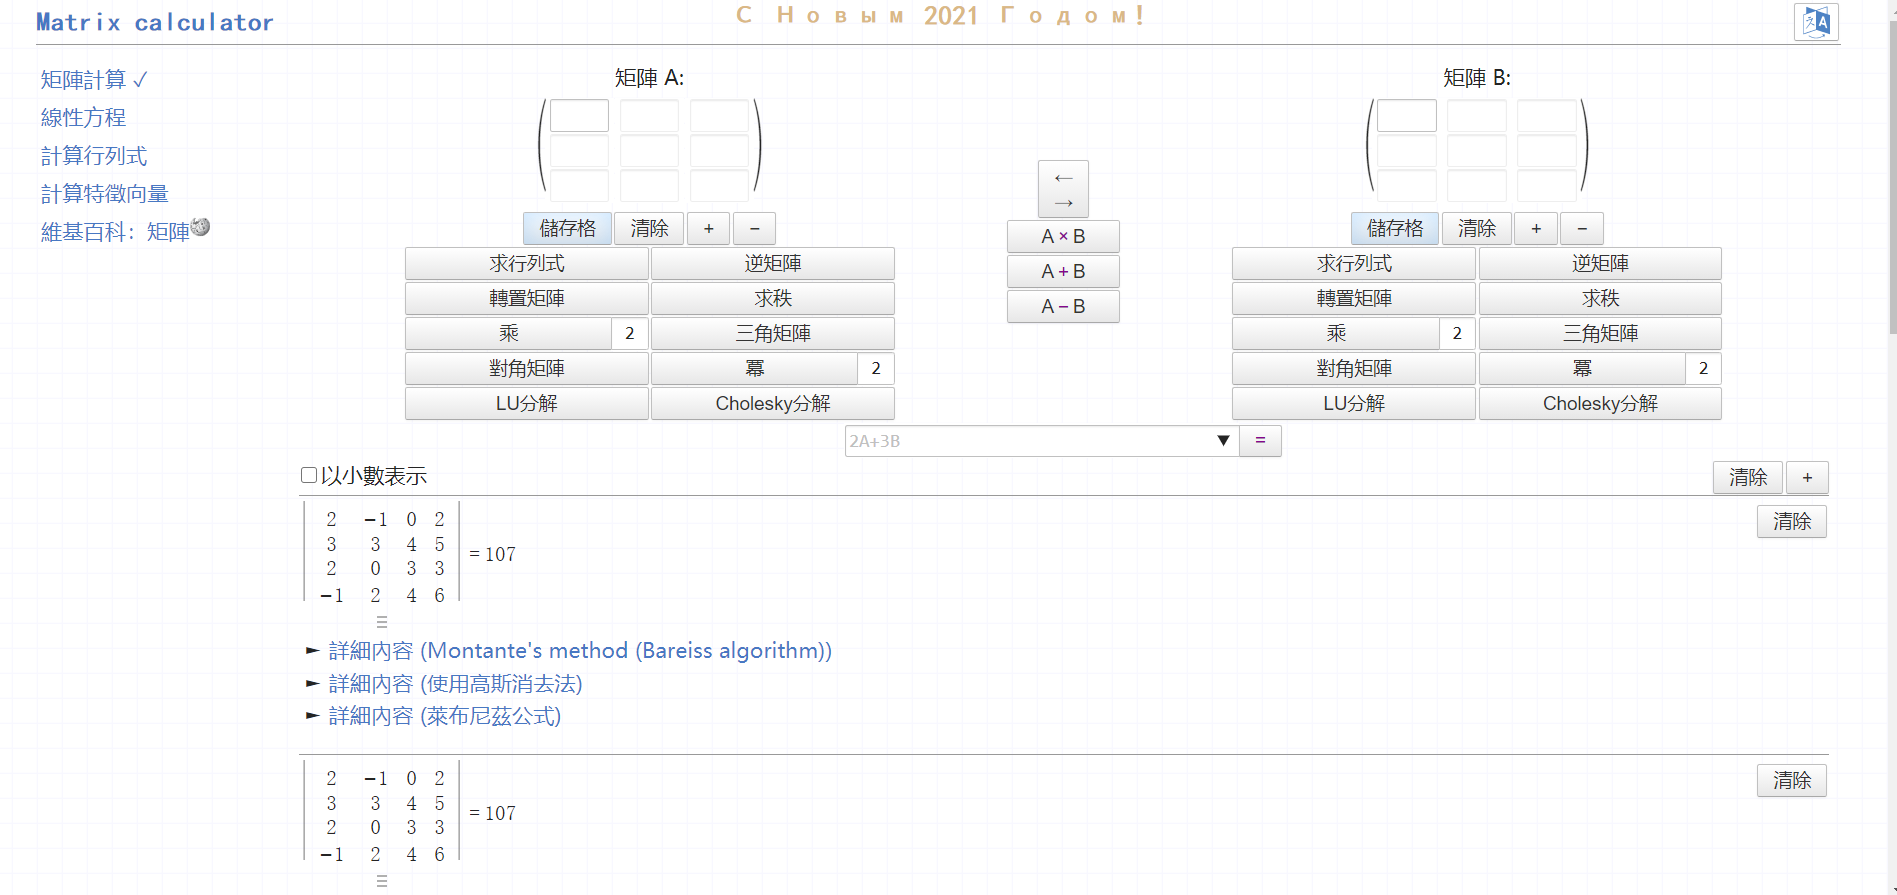 С Новым 2021 Годом!
Matrix calculator
矩陣計算 ✓
線性方程
計算行列式
計算特徵向量
維基百科：矩陣
矩陣 A:
儲存格 清除 + −
求行列式 逆矩陣
轉置矩陣 求秩
乘 2 三角矩陣
對角矩陣 冪 2
LU分解 Cholesky分解
←
→
A × B
A + B
A − B
矩陣 B:
儲存格 清除 + −
求行列式 逆矩陣
轉置矩陣 求秩
乘 2 三角矩陣
對角矩陣 冪 2
LU分解 Cholesky分解
2A+3B ▼ =
以小數表示 清除 +
清除
2 −1 0 2
3 3 4 5
= 107
2 0 3 3
−1 2 4 6
► 詳細內容 (Montante's method (Bareiss algorithm))
► 詳細內容 (使用高斯消去法)
► 詳細內容 (萊布尼茲公式)
清除
2 −1 0 2
3 3 4 5
= 107
2 0 3 3
−1 2 4 6